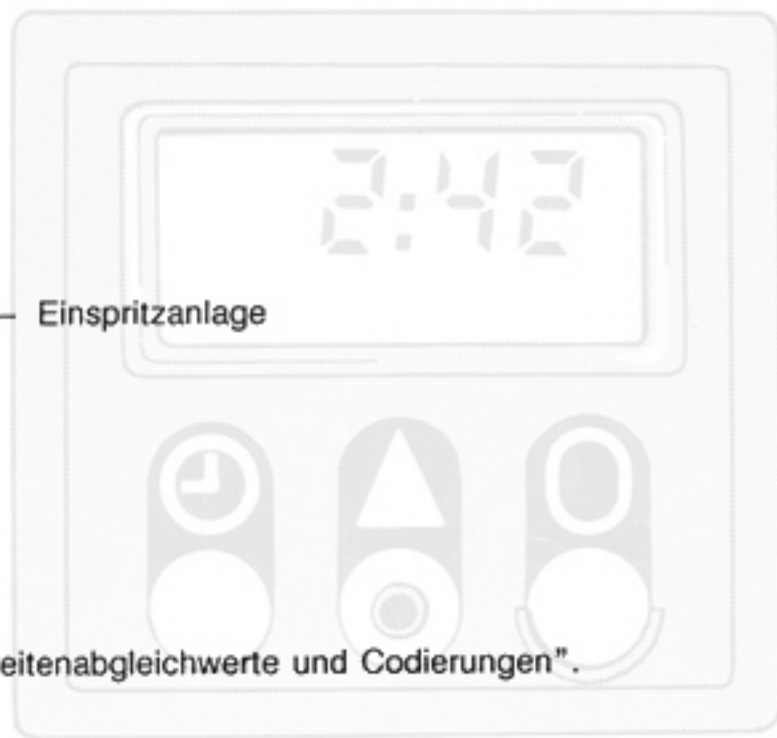 2:42
– Einspritzanlage
eitenabgleichwerte und Codierungen”.